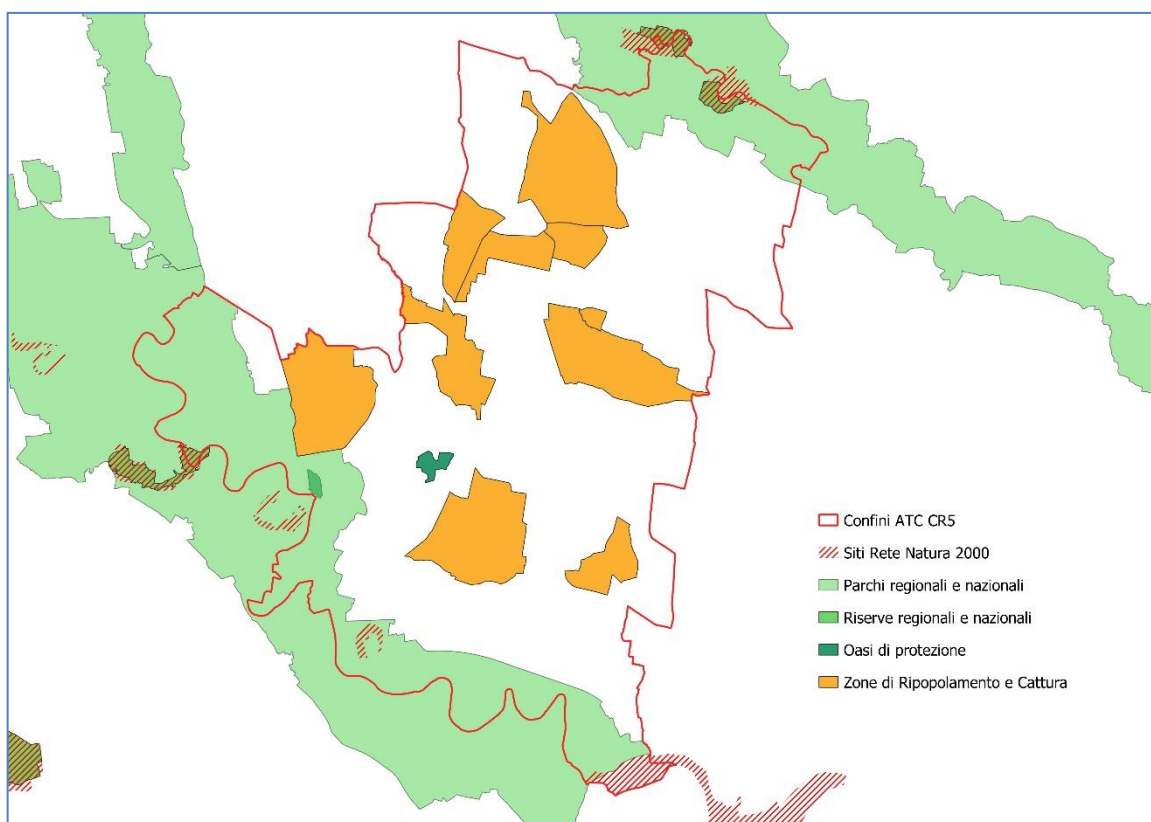 Confini ATC CR5
Siti Rete Natura 2000
Parchi regionali e nazionali
Riserve regionali e nazionali
Oasi di protezione
Zone di Ripopolamento e Cattura